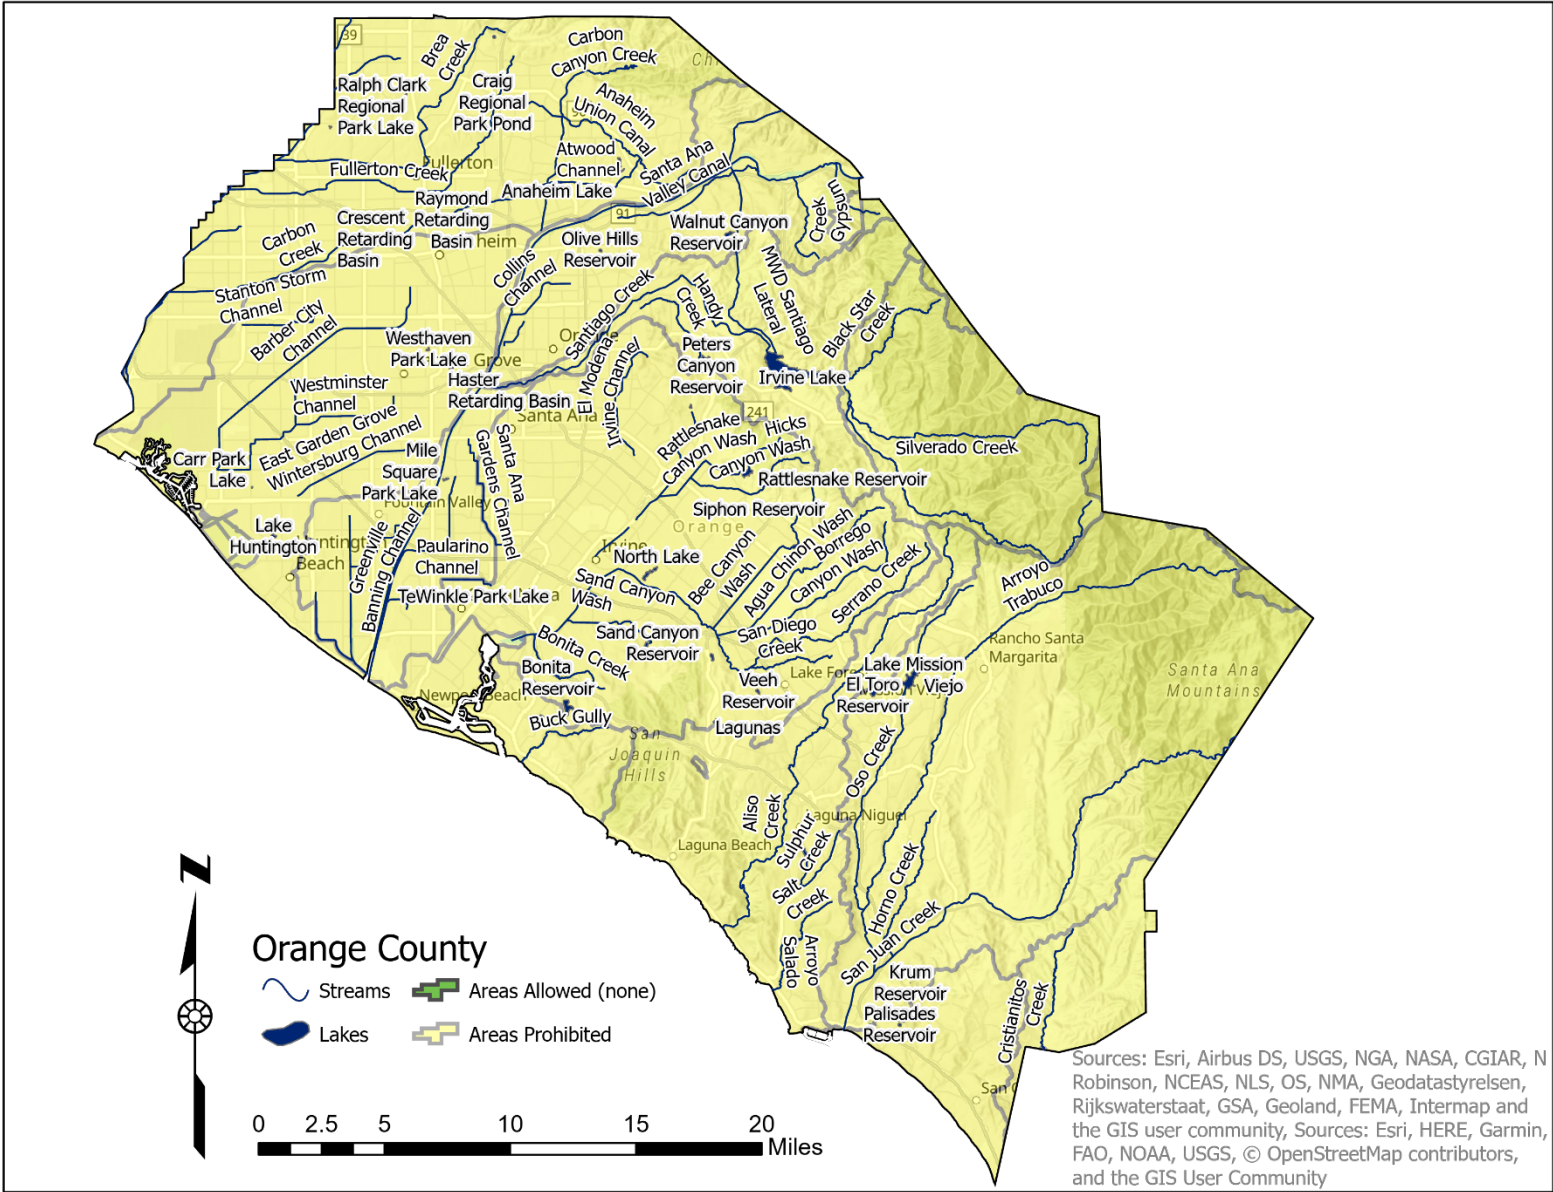 39
Brea
Creek
Carbon
Canyon Creek
Ralph Clark
Regional
Park Lake
Craig
Regional
Park Pond
Anaheim
Union Canal
Atwood
Channel
Santa Ana
Valley Canal
Fullerton
Fullerton Creek
Anaheim Lake
Raymond
Retarding
Basin
Crescent
Retarding
Basin
heim
91
Carbon
Creek
Walnut Canyon
Reservoir
Creek
Gypsum
Olive Hills
Reservoir
Collins
Channel
Stanton Storm
Channel
Barber City
Channel
Santiago Creek
Handy
Creek
MWD Santiago
Lateral
Black Star
Creek
Westhaven
Park Lake
Grove
Peters
Canyon
Reservoir
Irvine Lake
Haster
Retarding Basin
Santa Ana
El Modena
Irvine Channel
241
Westminster
Channel
East Garden Grove
Wintersburg Channel
Rattlesnake
Canyon Wash
Hicks
Canyon Wash
Silverado Creek
Carr Park
Lake
Mile
Square
Park Lake
Santa Ana
Gardens Channel
Rattlesnake Reservoir
Fountain Valley
Siphon Reservoir
Orange
Lake
Huntington
Huntington
Beach
Greenville
Banning Channel
Paularino
Channel
Irvine
North Lake
Bee Canyon
Wash
Agua Chinon Wash
Borrego
Canyon Wash
Serrano Creek
Arroyo
Trabuco
TeWinkle Park Lake
Sand Canyon
Wash
San Diego
Creek
Sand Canyon
Reservoir
Bonita Creek
Bonita
Reservoir
Rancho Santa
Margarita
Santa Ana
Mountains
Lake Mission
Viejo
El Toro
Reservoir
Veeh
Reservoir
Newport Beach
Buck Gully
Lagunas
San
Joaquin
Hills
Oso Creek
Aliso
Creek
Laguna Niguel
Laguna Beach
Sulphur
Creek
Salt
Creek
Horno Creek
San Juan Creek
Arroyo
Salado
Krum
Reservoir
Palisades
Reservoir
Cristianitos
Creek
N
Orange County
Streams
Areas Allowed (none)
Lakes
Areas Prohibited
0 2.5 5 10 15 20
Miles
Sources: Esri, Airbus DS, USGS, NGA, NASA, CGIAR, N
Robinson, NCEAS, NLS, OS, NMA, Geodatastyrelsen,
Rijkswaterstaat, GSA, Geoland, FEMA, Intermap and
the GIS user community, Sources: Esri, HERE, Garmin,
FAO, NOAA, USGS, © OpenStreetMap contributors,
and the GIS User Community